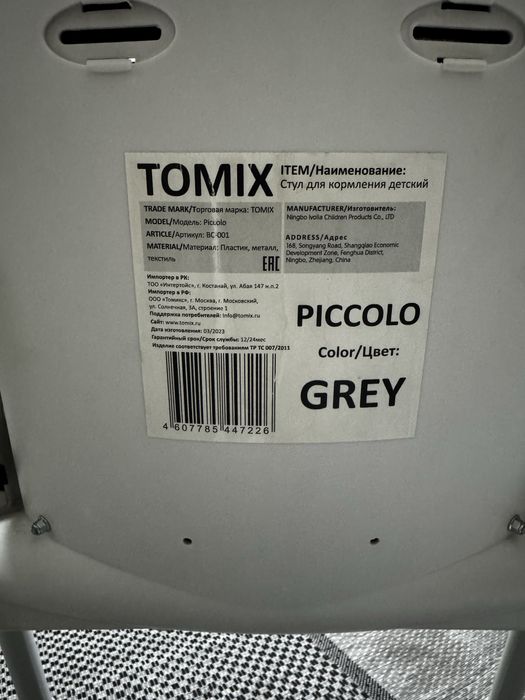 TOMIX
ITEM/Наименование:
Стул для кормления детский
TRADE MARK/Торговая марка: TOMIX
MODEL/Модель: Piccolo
ARTICLE/Артикул: BC-001
MATERIAL/Материал: Пластик, металл,
текстиль
EAC
MANUFACTURER/Изготовитель:
Ningbo Ivolia Children Products Co., LTD
ADDRESS/Адрес
168, Songyang Road, Shangqiao Economic
Development Zone, Fenghua District,
Ningbo, Zhejiang, China
Импортер в РК:
ТОО «Интертойс», г. Костанай, ул. Абая 147 н.п.2
Импортер в РФ:
ООО «Томикс», г. Москва, г. Московский,
ул. Солнечная, 3А, строение 1
Поддержка потребителей: info@tomix.ru
Сайт: www.tomix.ru
Дата изготовления: 03/2023
Гарантийный срок/Срок службы: 12/24мес
Изделие соответствует требованиям ТР ТС 007/2011
4 607785 447226
PICCOLO
Color/Цвет:
GREY